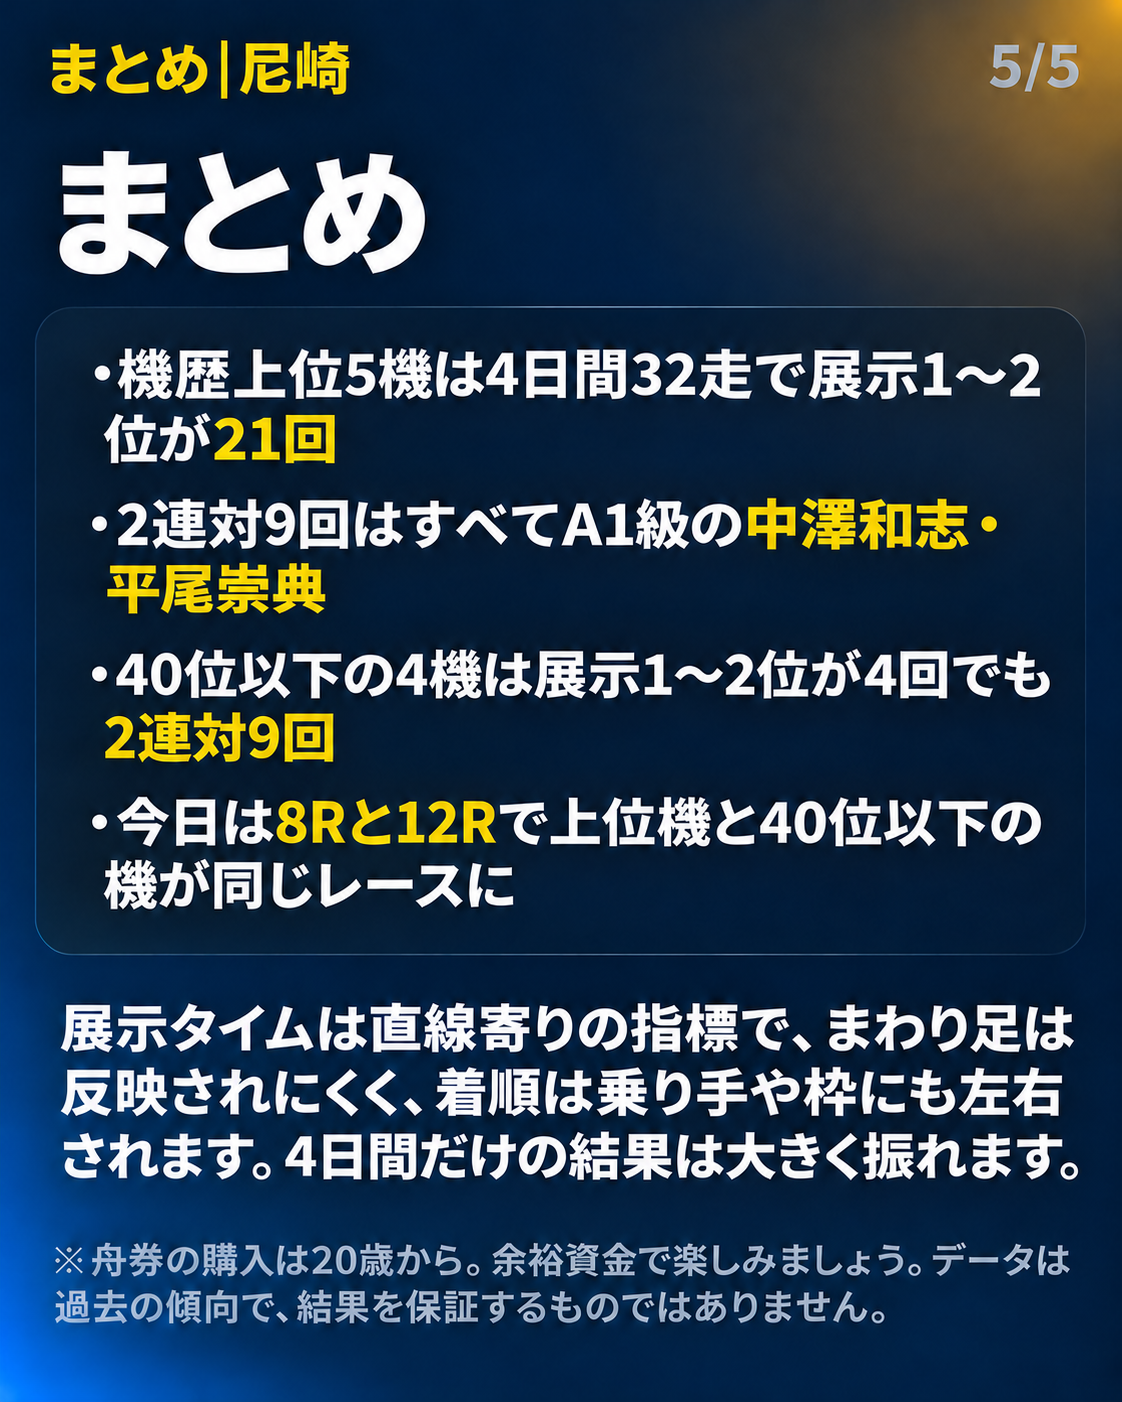 まとめ|尼崎
5/5
まとめ
・機歴上位5機は4日間32走で展示1〜2
位が21回
・2連対9回はすべてA1級の中澤和志・
平尾崇典
・40位以下の4機は展示1〜2位が4回でも
2連対9回
・今日は8Rと12Rで上位機と40位以下の
機が同じレースに
展示タイムは直線寄りの指標で、まわり足は
反映されにくく、着順は乗り手や枠にも左右
されます。4日間だけの結果は大きく振れます。
※舟券の購入は20歳から。余裕資金で楽しみましょう。データは
過去の傾向で、結果を保証するものではありません。